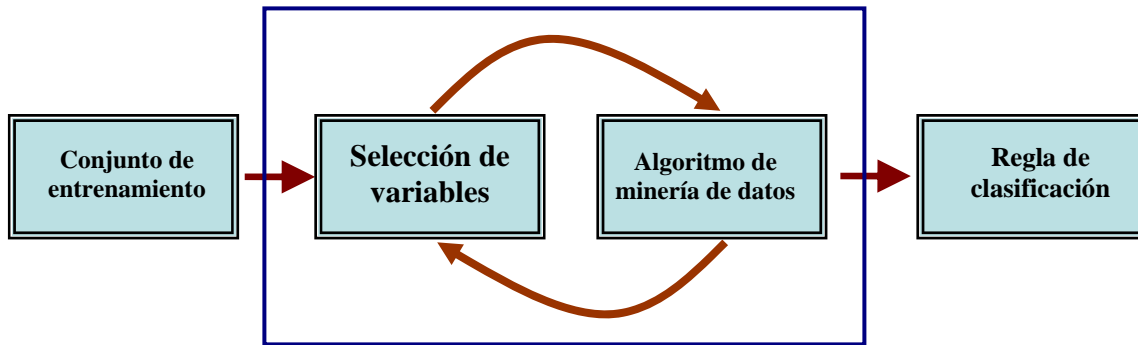 Conjunto de
entrenamiento
Selección de
variables
Algoritmo de
minería de datos
Regla de
clasificación